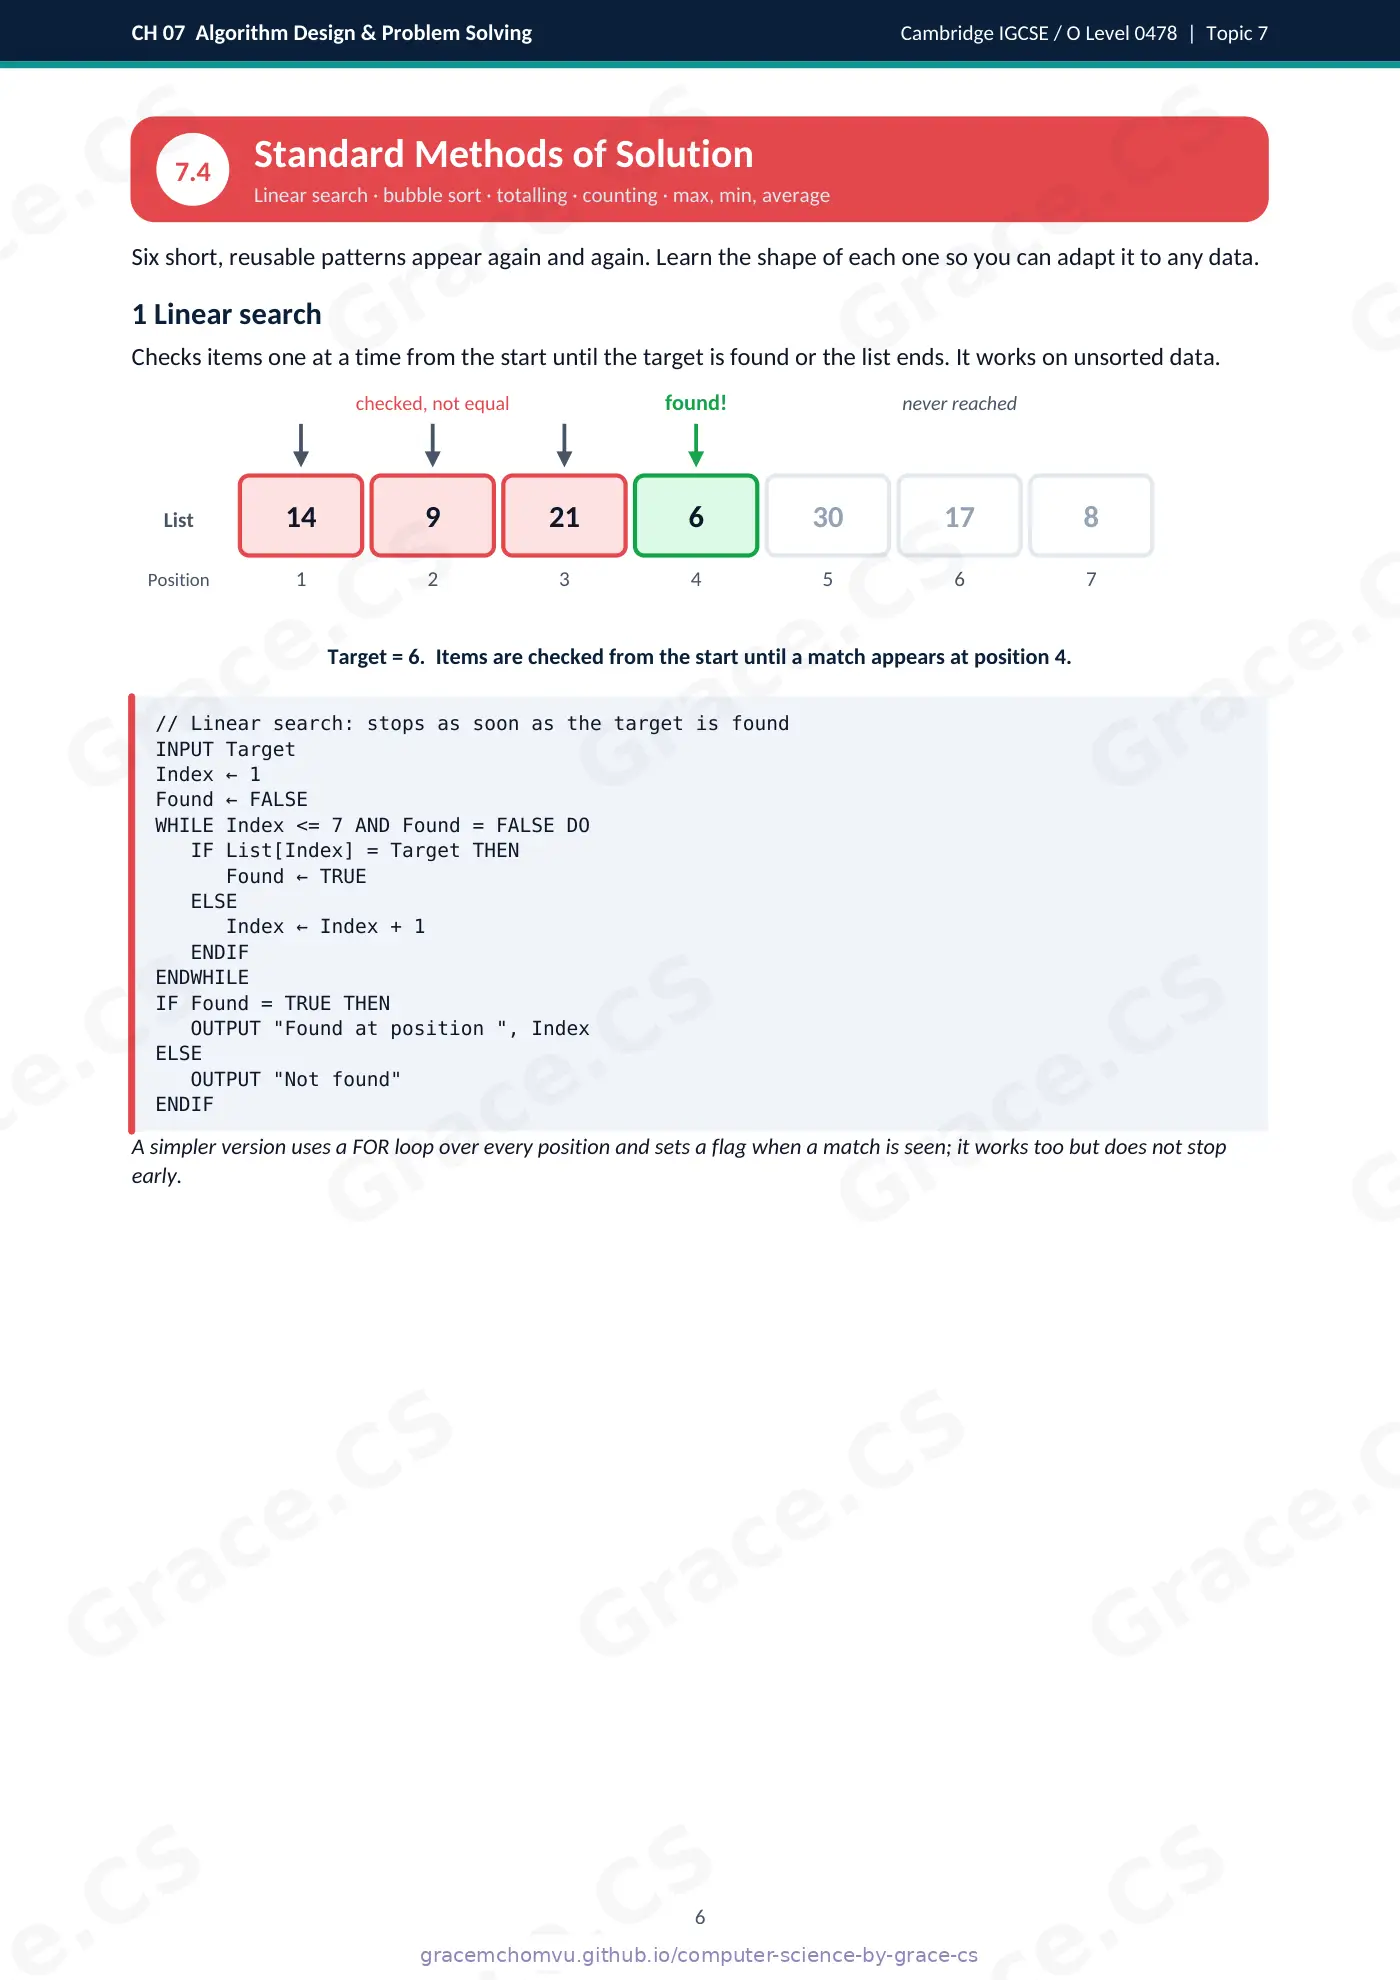 CH 07 Algorithm Design & Problem Solving
Cambridge IGCSE / O Level 0478 | Topic 7
7.4
Standard Methods of Solution
Linear search · bubble sort · totalling · counting · max, min, average
Six short, reusable patterns appear again and again. Learn the shape of each one so you can adapt it to any data.
1 Linear search
Checks items one at a time from the start until the target is found or the list ends. It works on unsorted data.
checked, not equal found! never reached
List 14 9 21 6 30 17 8
Position 1 2 3 4 5 6 7
Target = 6. Items are checked from the start until a match appears at position 4.
// Linear search: stops as soon as the target is found
INPUT Target
Index ← 1
Found ← FALSE
WHILE Index <= 7 AND Found = FALSE DO
   IF List[Index] = Target THEN
      Found ← TRUE
   ELSE
      Index ← Index + 1
   ENDIF
ENDWHILE
IF Found = TRUE THEN
   OUTPUT "Found at position ", Index
ELSE
   OUTPUT "Not found"
ENDIF
A simpler version uses a FOR loop over every position and sets a flag when a match is seen; it works too but does not stop
early.
6
gracemchomvu.github.io/computer-science-by-grace-cs
Grace.CS